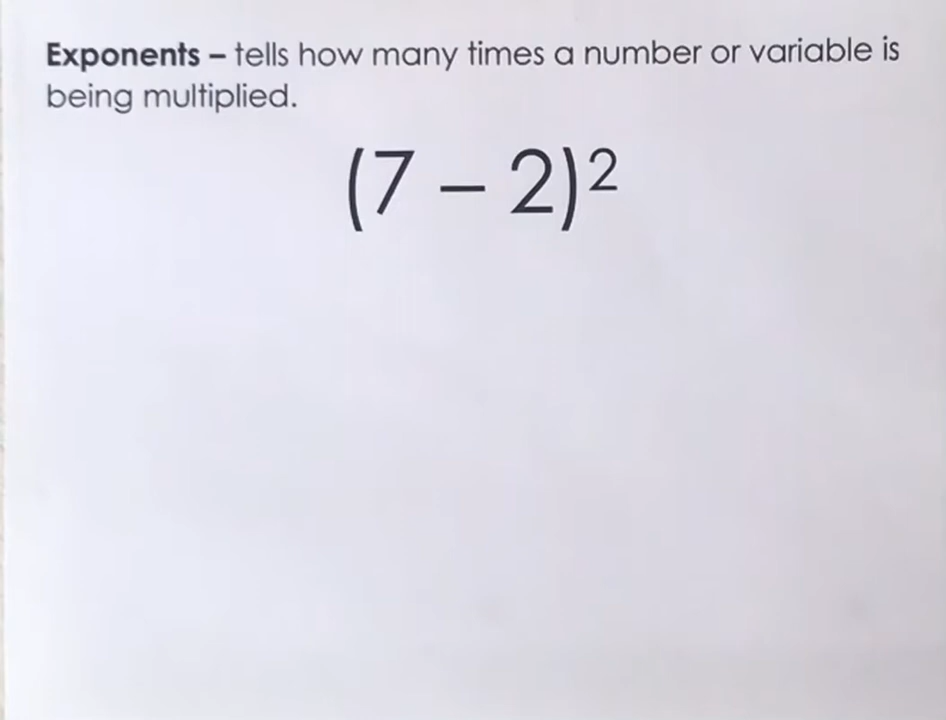 Exponents – tells how many times a number or variable is
being multiplied.
(7 – 2)²